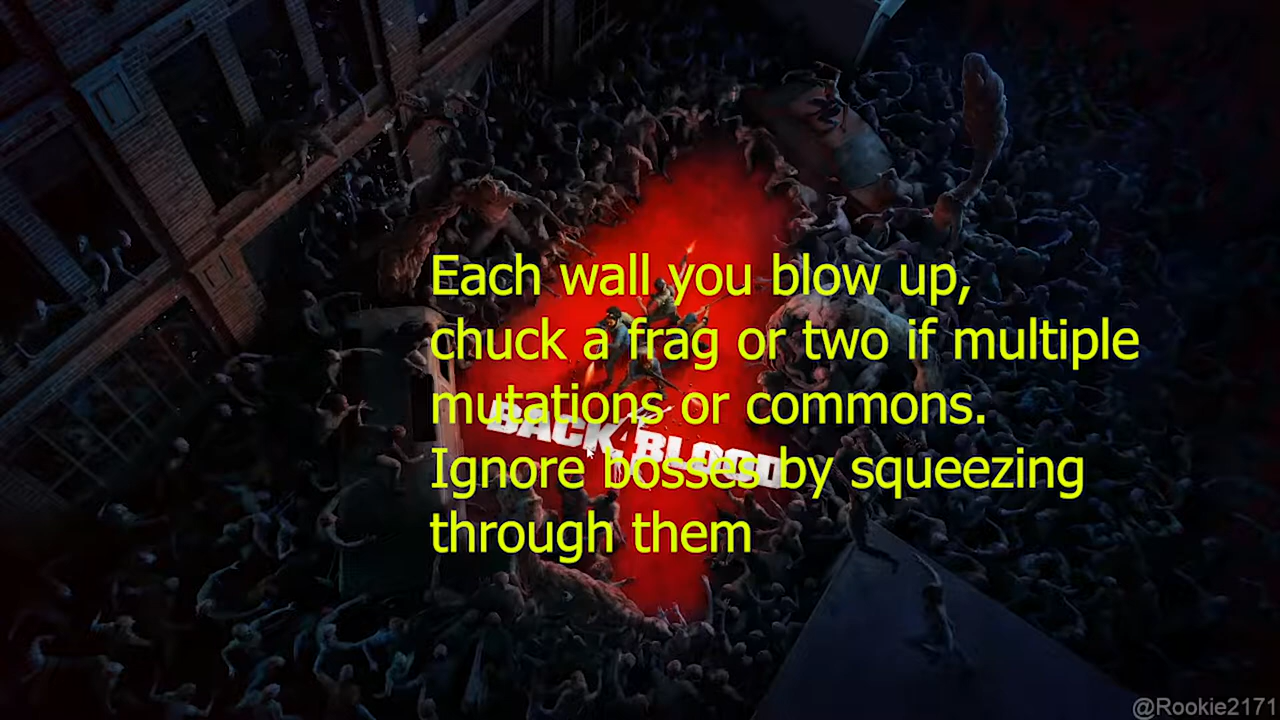 Each wall you blow up,
chuck a frag or two if multiple
mutations or commons.
BACK 4 BLOOD
Ignore bosses by squeezing
through them
@Rookie2171